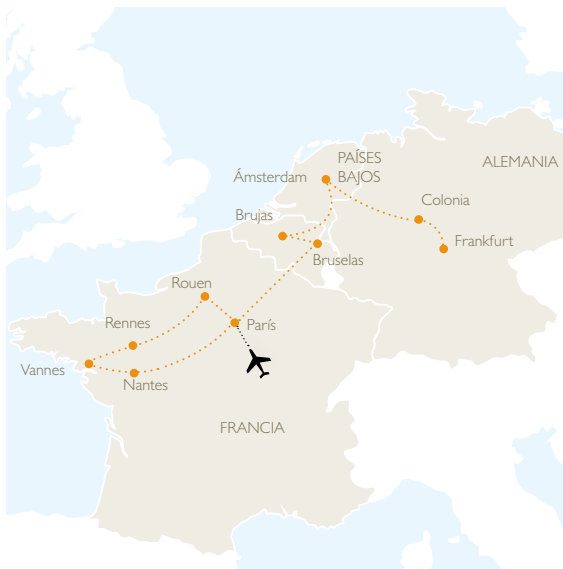 PAÍSES
BAJOS
ALEMANIA
Ámsterdam
Colonia
Brujas
Frankfurt
Bruselas
Rouen
Rennes
París
Vannes
Nantes
FRANCIA